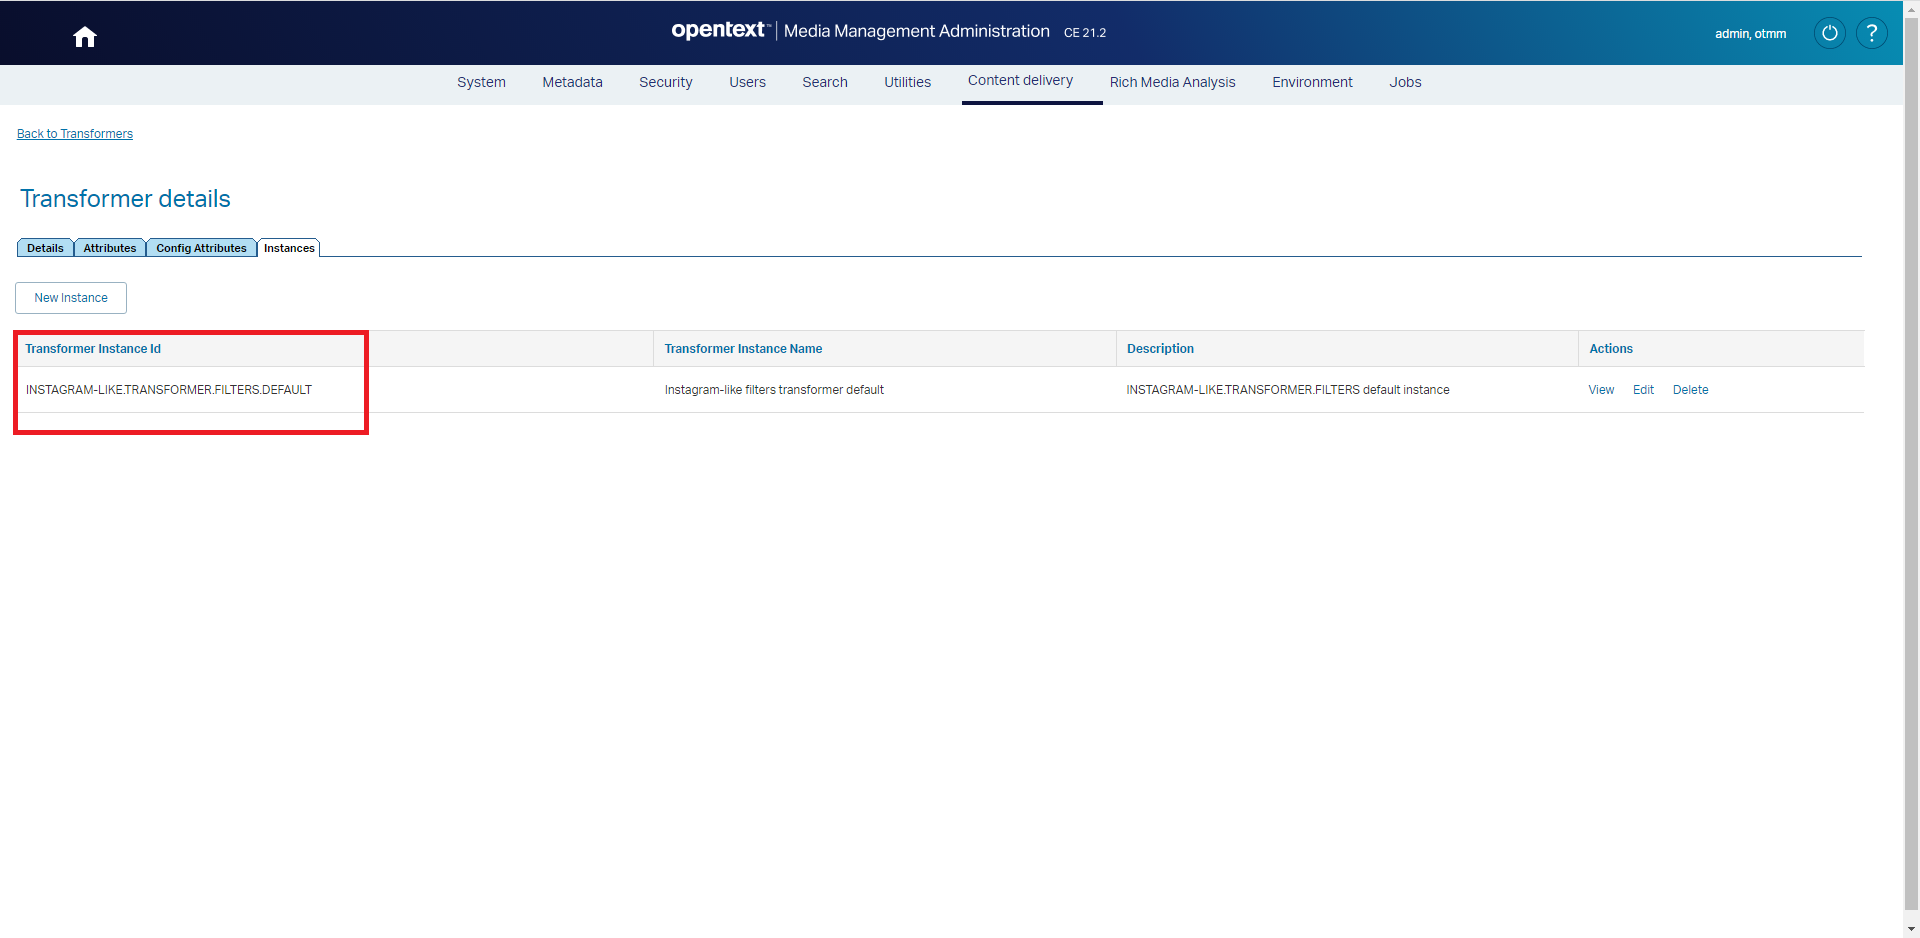 opentext™ | Media Management Administration CE 21.2
admin, otmm
?
System Metadata Security Users Search Utilities Content delivery Rich Media Analysis Environment Jobs
Back to Transformers
Transformer details
Details Attributes Config Attributes Instances
New Instance
Transformer Instance Id Transformer Instance Name Description Actions
INSTAGRAM-LIKE.TRANSFORMER.FILTERS.DEFAULT Instagram-like filters transformer default INSTAGRAM-LIKE.TRANSFORMER.FILTERS default instance View Edit Delete